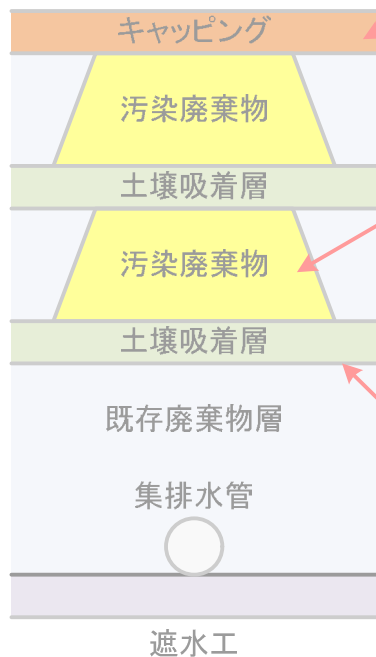 キャッピング
汚染廃棄物
土壌吸着層
汚染廃棄物
土壌吸着層
既存廃棄物層
集排水管
遮水工